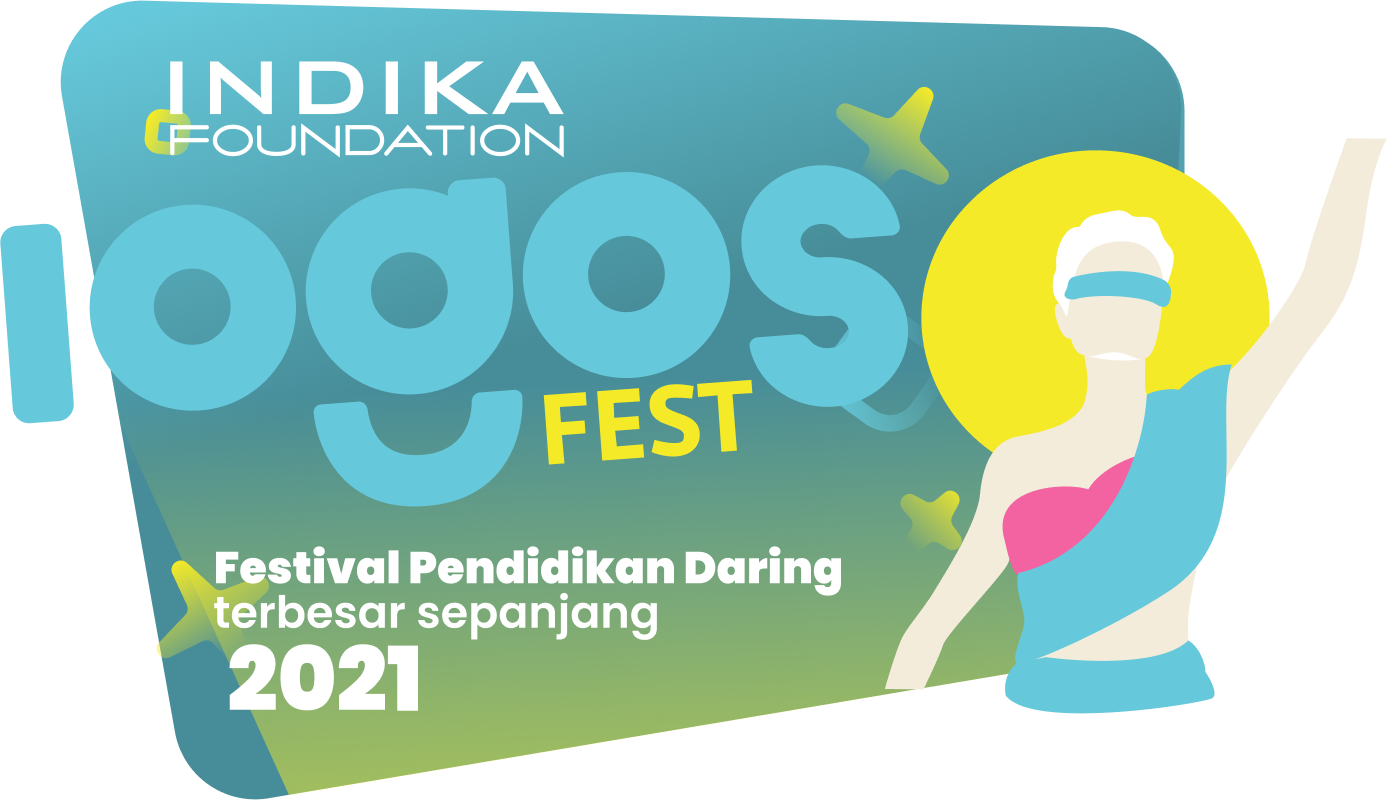 INDIKA
FOUNDATION
logos
FEST
Festival Pendidikan Daring
terbesar sepanjang
2021